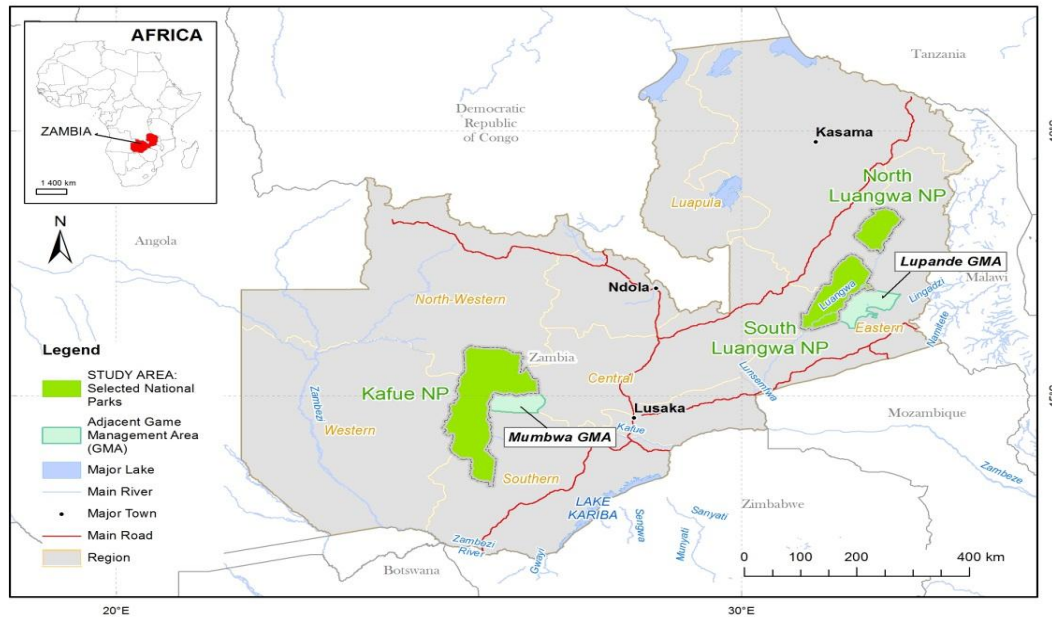 AFRICA
ZAMBIA
1 400 km
N
Angola
Democratic
Republic
of Congo
Tanzania
Kasama
North
Luangwa NP
Luapula
Lupande GMA
Malawi
Lingadzi
Luangwa
Ndola
North-Western
Eastern
Namitete
South
Luangwa NP
Zambia
Lunsemfwa
Central
Kafue NP
Zambezi
Western
Lusaka
Kafue
Mumbwa GMA
Mozambique
Southern
Zambeze
LAKE
KARIBA
Sengwa
Sanyati
Munyati
Zimbabwe
Zambezi
River
Gwayi
Botswana
Legend
STUDY AREA:
Selected National
Parks
Adjacent Game
Management Area
(GMA)
Major Lake
Main River
Major Town
Main Road
Region
0 100 200 400 km
20°E
30°E